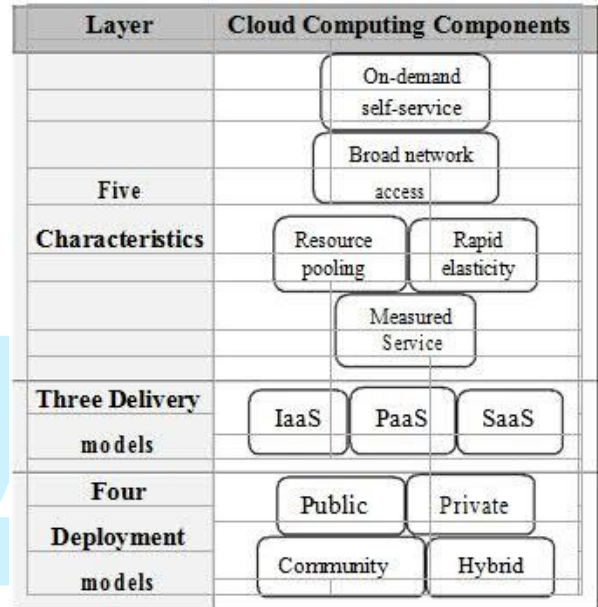 Layer Cloud Computing Components
On-demand
self-service
Broad network
Five access
Characteristics Resource Rapid
pooling elasticity
Measured
Service
Three Delivery
IaaS PaaS SaaS
models
Four
Public Private
Deployment
Community Hybrid
models